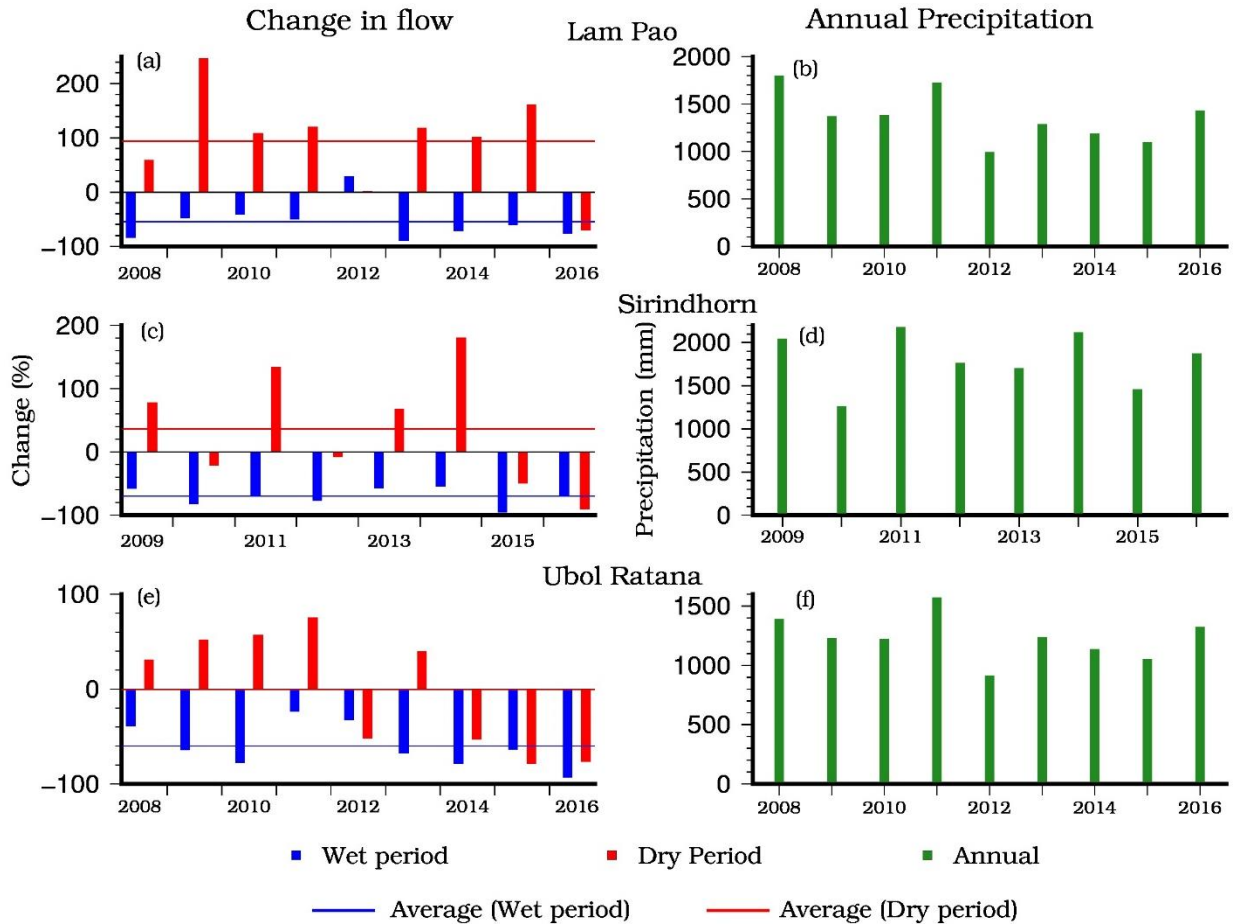 Change in flow
Annual Precipitation
Lam Pao
(a)
200
100
0
−100
2008 2010 2012 2014 2016
(b)
2000
1500
1000
500
0
2008 2010 2012 2014 2016
Sirindhorn
Change (%)
(c)
200
100
0
−100
2009 2011 2013 2015
Precipitation (mm)
(d)
2000
1500
1000
500
0
2009 2011 2013 2015
Ubol Ratana
(e)
100
0
−100
2008 2010 2012 2014 2016
(f)
1500
1000
500
0
2008 2010 2012 2014 2016
Wet period Dry Period Annual
Average (Wet period) Average (Dry period)